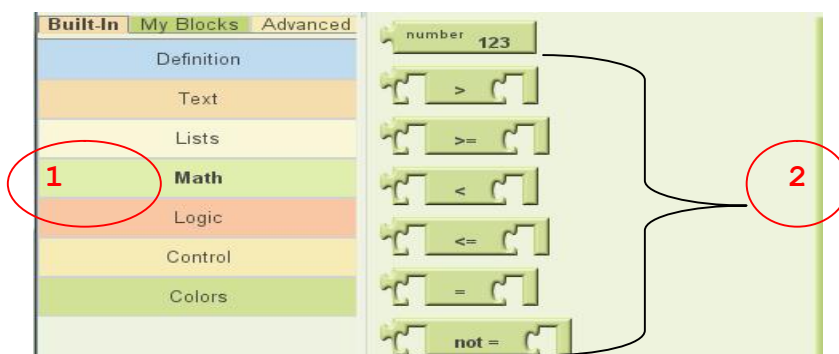 Built-In My Blocks Advanced
Definition
Text
Lists
Math
Logic
Control
Colors
1
number 123
>
>=
<
<=
=
not =
2